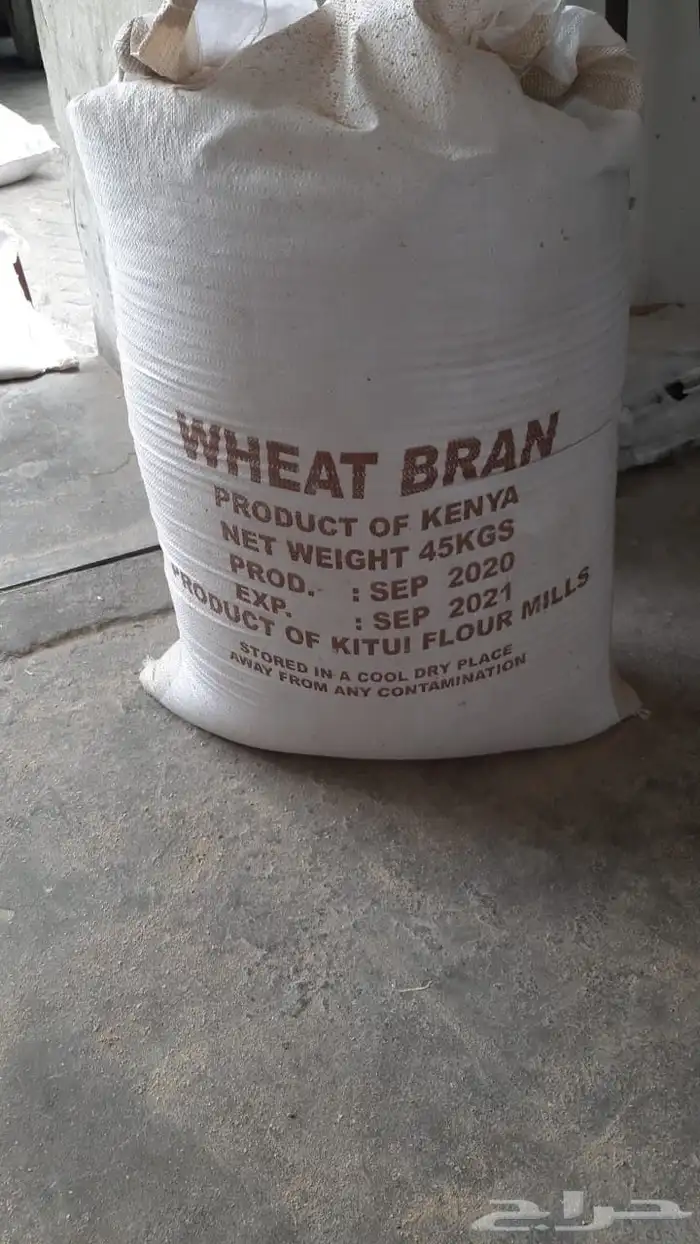 WHEAT BRAN
PRODUCT OF KENYA
NET WEIGHT 45KGS
PROD. : SEP 2020
EXP. : SEP 2021
PRODUCT OF KITUI FLOUR MILLS
STORED IN A COOL DRY PLACE
AWAY FROM ANY CONTAMINATION
حراج